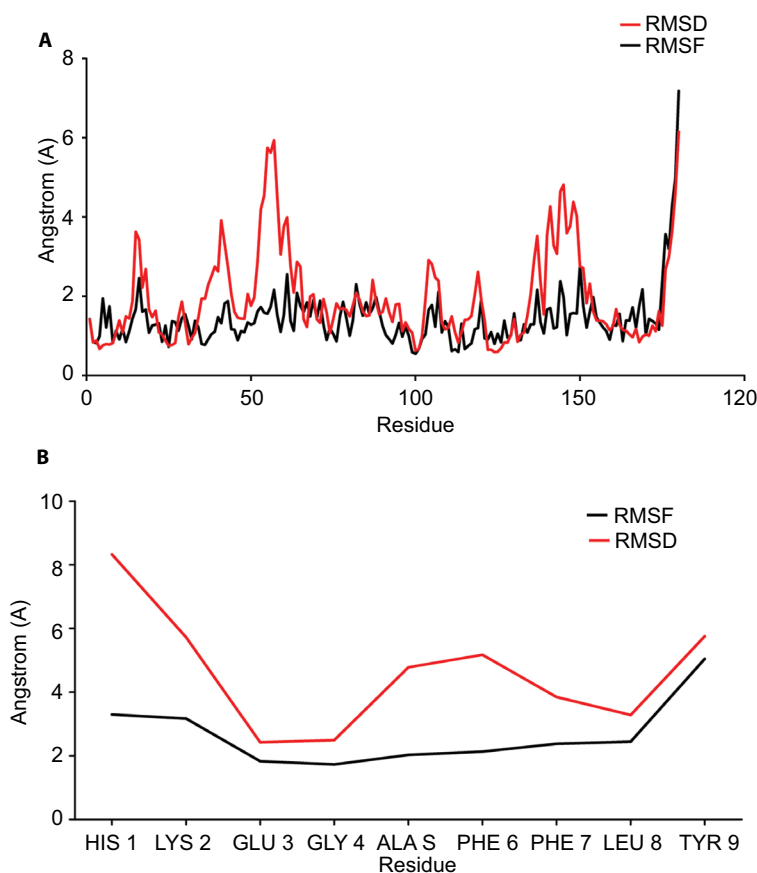 A
RMSD
RMSF
8
6
4
2
0
Angstrom (A)
0 50 100 150 120
Residue
B
RMSF
RMSD
10
8
6
4
2
0
Angstrom (A)
HIS 1 LYS 2 GLU 3 GLY 4 ALA S PHE 6 PHE 7 LEU 8 TYR 9
Residue